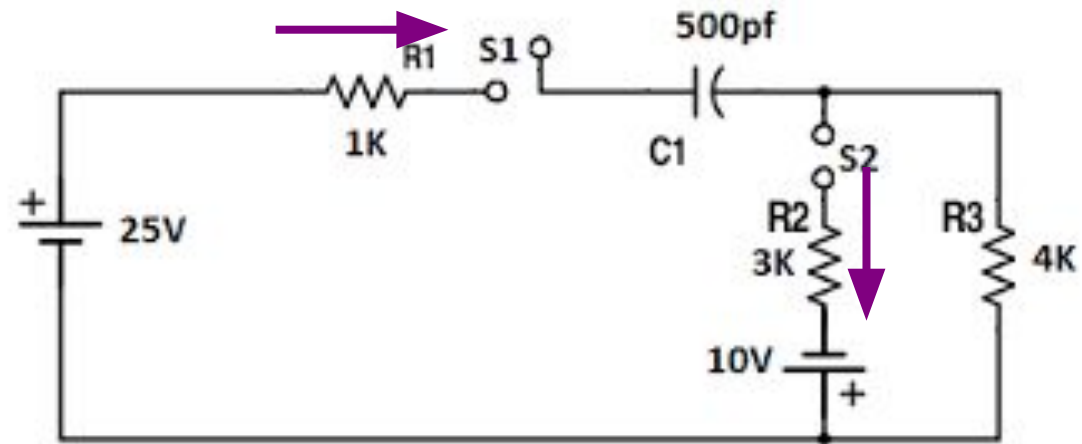 500pf
R1
S1
1K
C1
S2
+
25V
R2
R3
3K
4K
10V
+